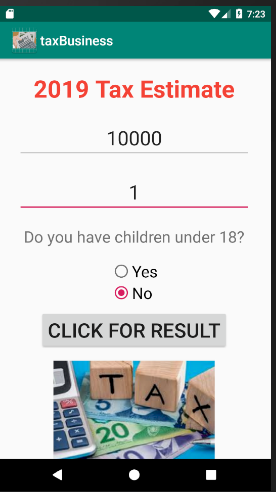 7:23
taxBusiness
2019 Tax Estimate
10000
1
Do you have children under 18?
Yes
No
CLICK FOR RESULT
TAX
20